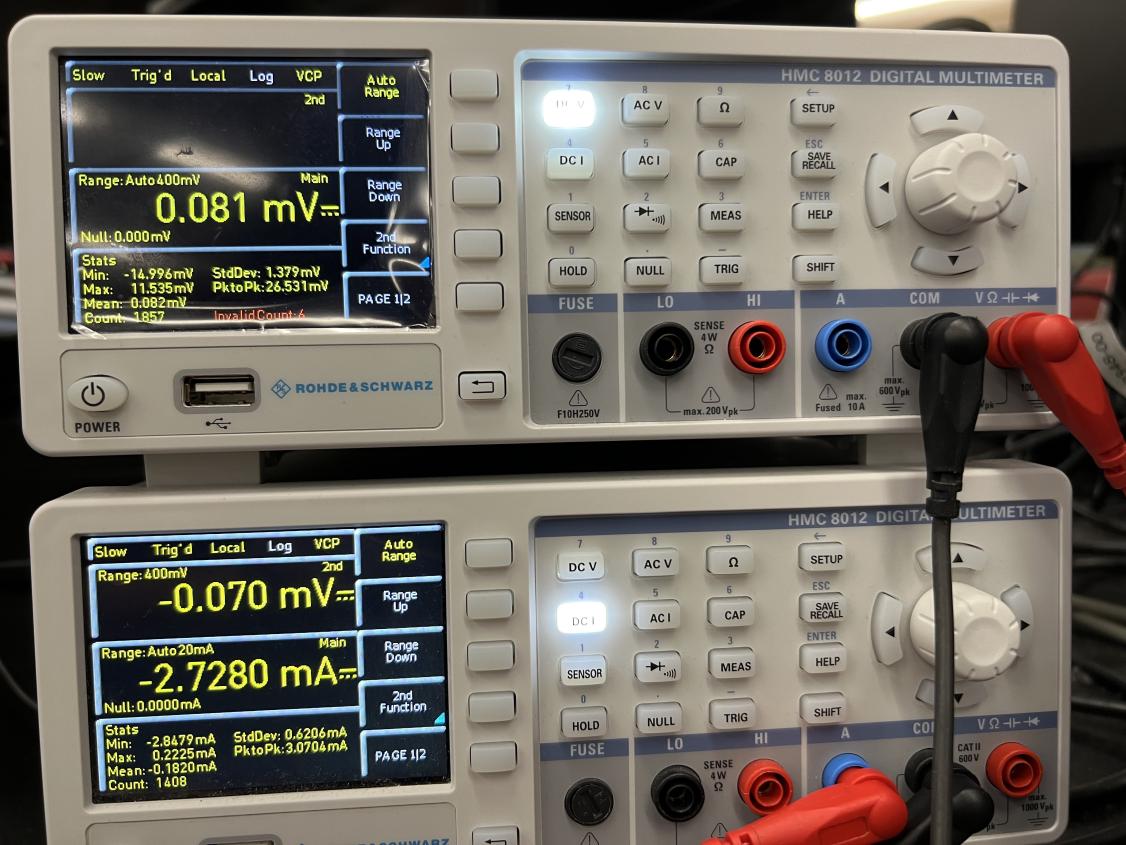 Slow Trig'd Local Log VCP
Auto Range
2nd
Range Up
Range:Auto400mV Main
0.081 mV
Null:0.000mV
Range Down
2nd Function
Stats
Min: -14.996mV StdDev: 1.379mV
Max: 11.535mV PktoPk:26.531mV
Mean: 0.082mV
Count: 1857 InvalidCount:6
PAGE 1|2
POWER
ROHDE&SCHWARZ
HMC 8012 DIGITAL MULTIMETER
7 8 9 ←
DC V AC V Ω SETUP
4 5 6 ESC
DC I AC I CAP SAVE RECALL
1 2 3 ENTER
SENSOR MEAS HELP
0 . –
HOLD NULL TRIG SHIFT
FUSE LO HI A COM V Ω
SENSE
4 W
Ω
F10H250V
max. 200 Vpk
Fused max. 10 A
max. 600 Vpk
Vpk
Slow Trig'd Local Log VCP
Auto Range
Range:400mV 2nd
-0.070 mV
Range Up
Range:Auto20mA Main
-2.7280 mA
Null:0.0000mA
Range Down
2nd Function
Stats
Min: -2.8479mA StdDev: 0.6206mA
Max: 0.2225mA PktoPk:3.0704mA
Mean:-0.1820mA
Count: 1408
PAGE 1|2
HMC 8012 MULTIMETER
7 8 9 ←
DC V AC V Ω SETUP
4 5 6 ESC
DC I AC I CAP SAVE RECALL
1 2 3 ENTER
SENSOR MEAS HELP
0 . –
HOLD NULL TRIG SHIFT
FUSE LO HI A V Ω
SENSE
4 W
Ω
CAT II
600 V
max.
1000 Vpk